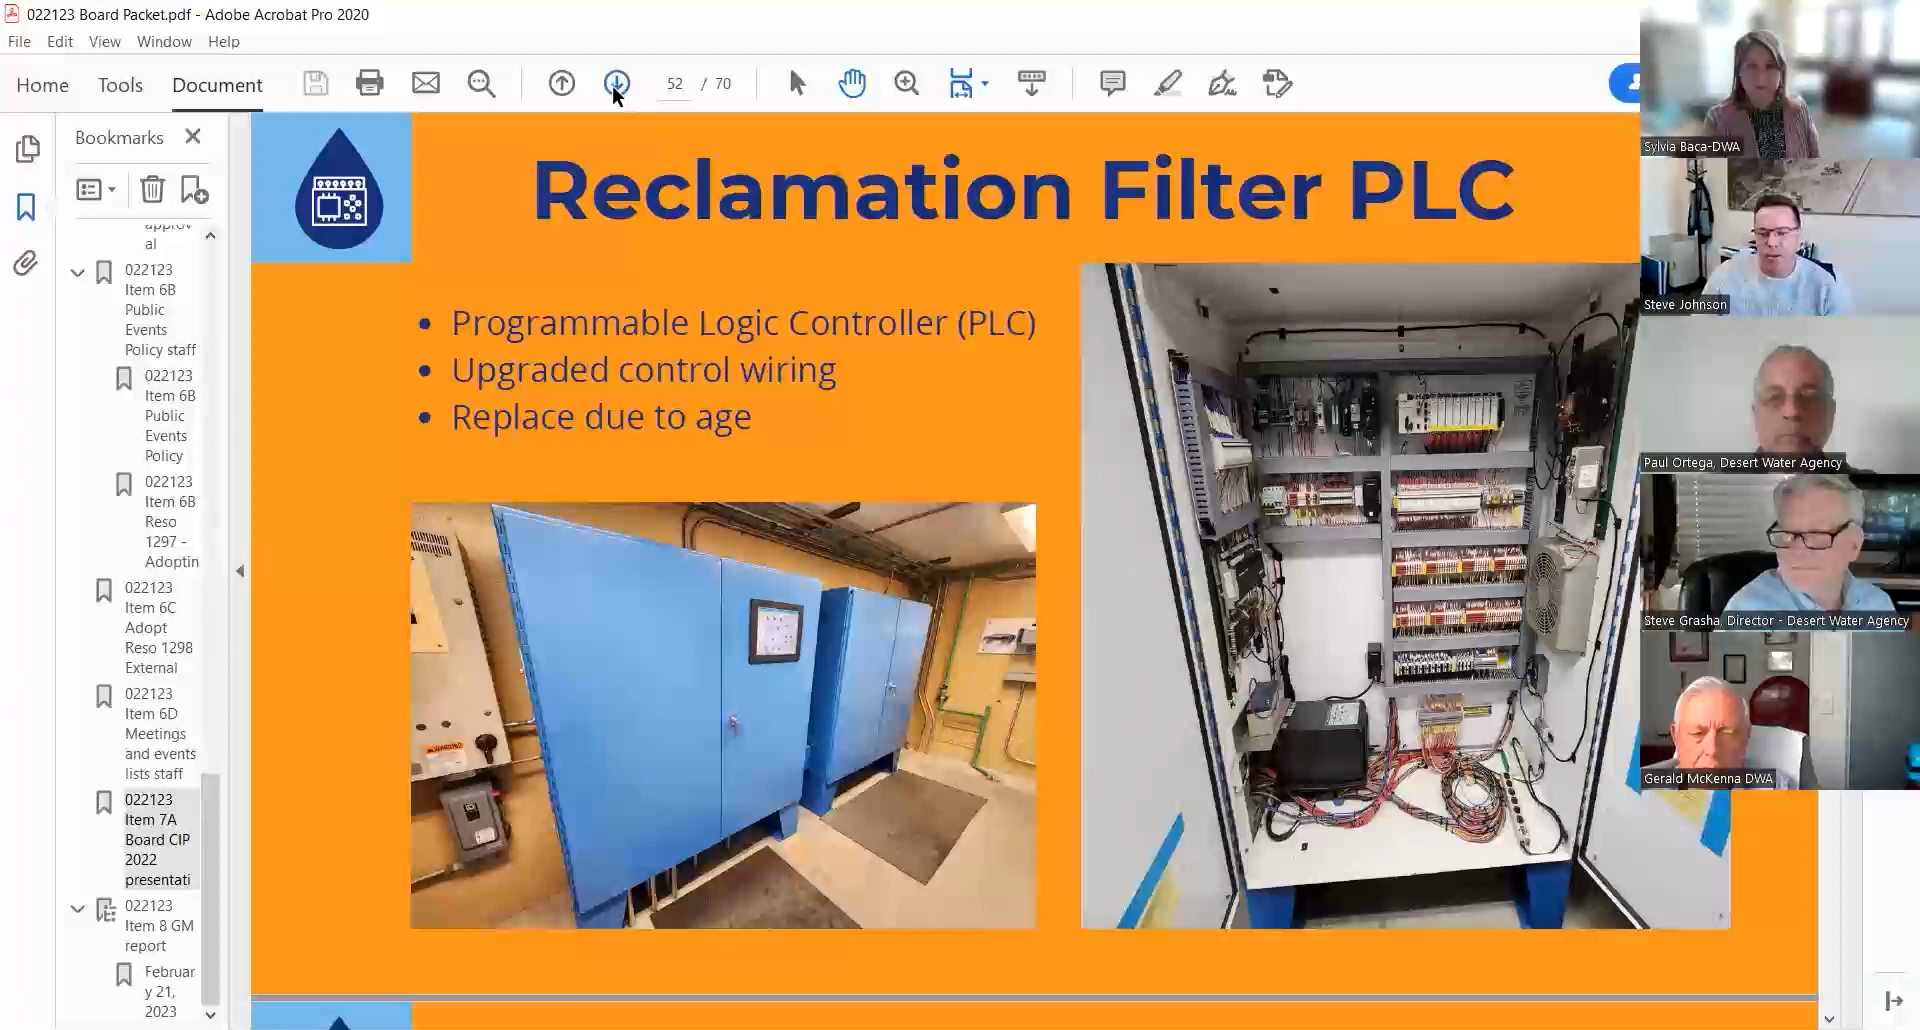 022123 Board Packet.pdf - Adobe Acrobat Pro 2020
File Edit View Window Help
Home Tools Document 52 / 70
Bookmarks
approv
al
022123
Item 6B
Public
Events
Policy staff
022123
Item 6B
Public
Events
Policy
022123
Item 6B
Reso
1297 -
Adoptin
022123
Item 6C
Adopt
Reso 1298
External
022123
Item 6D
Meetings
and events
lists staff
022123
Item 7A
Board CIP
2022
presentati
022123
Item 8 GM
report
Februar
y 21,
2023
Reclamation Filter PLC
• Programmable Logic Controller (PLC)
• Upgraded control wiring
• Replace due to age
WARNING
Sylvia Baca-DWA
Steve Johnson
Paul Ortega, Desert Water Agency
Steve Grasha, Director - Desert Water Agency
Gerald McKenna DWA